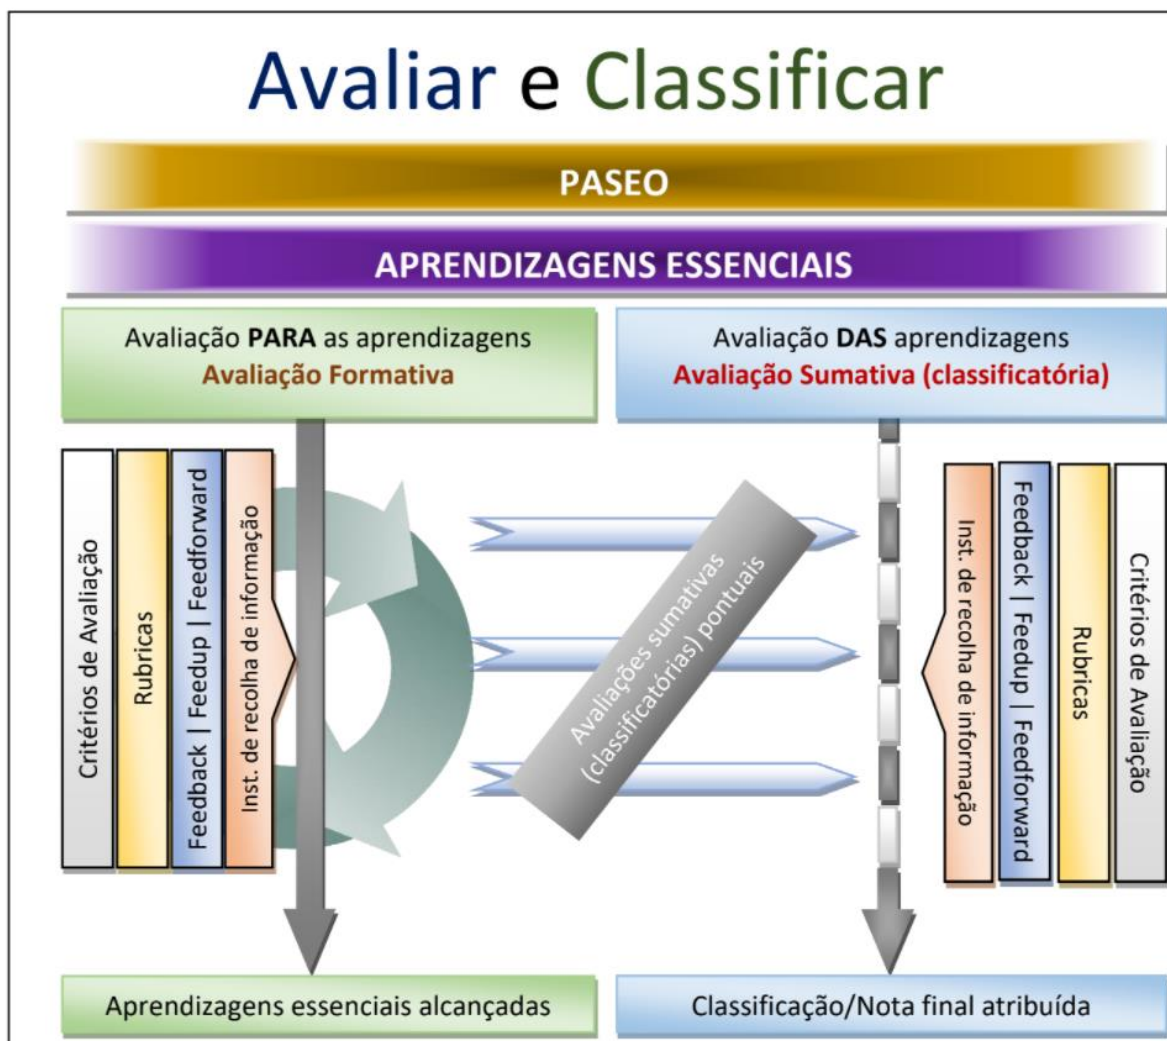 Avaliar e Classificar
PASEO
APRENDIZAGENS ESSENCIAIS
Avaliação PARA as aprendizagens
Avaliação Formativa
Avaliação DAS aprendizagens
Avaliação Sumativa (classificatória)
Critérios de Avaliação
Rubricas
Feedback | Feedup | Feedforward
Inst. de recolha de informação
Avaliações sumativas
(classificatórias) pontuais
Inst. de recolha de informação
Feedback | Feedup | Feedforward
Rubricas
Critérios de Avaliação
Aprendizagens essenciais alcançadas
Classificação/Nota final atribuída